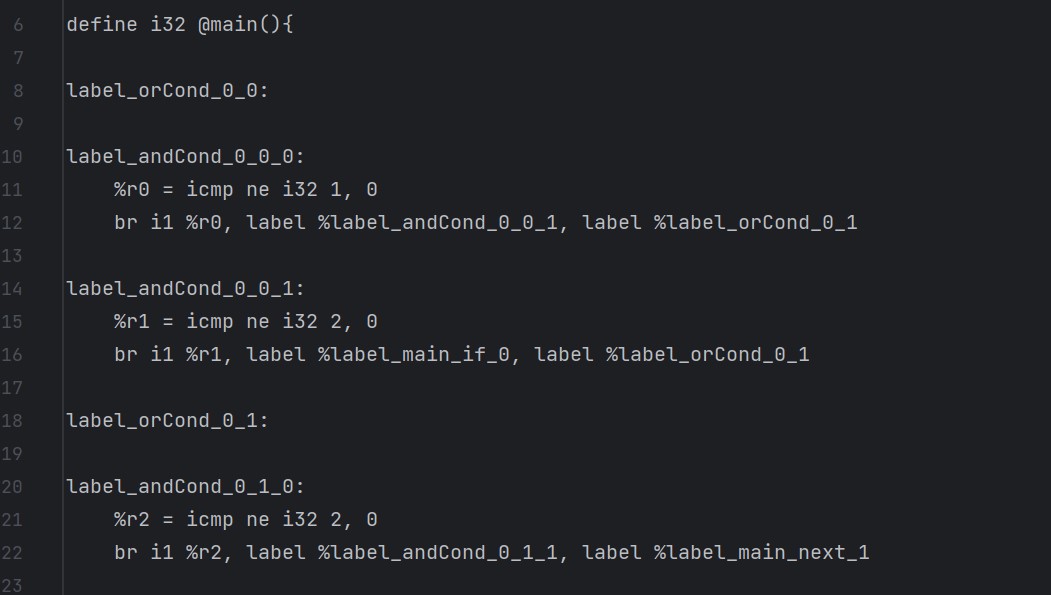 6 define i32 @main(){
7
8 label_orCond_0_0:
9
10 label_andCond_0_0_0:
11     %r0 = icmp ne i32 1, 0
12     br i1 %r0, label %label_andCond_0_0_1, label %label_orCond_0_1
13
14 label_andCond_0_0_1:
15     %r1 = icmp ne i32 2, 0
16     br i1 %r1, label %label_main_if_0, label %label_orCond_0_1
17
18 label_orCond_0_1:
19
20 label_andCond_0_1_0:
21     %r2 = icmp ne i32 2, 0
22     br i1 %r2, label %label_andCond_0_1_1, label %label_main_next_1
23